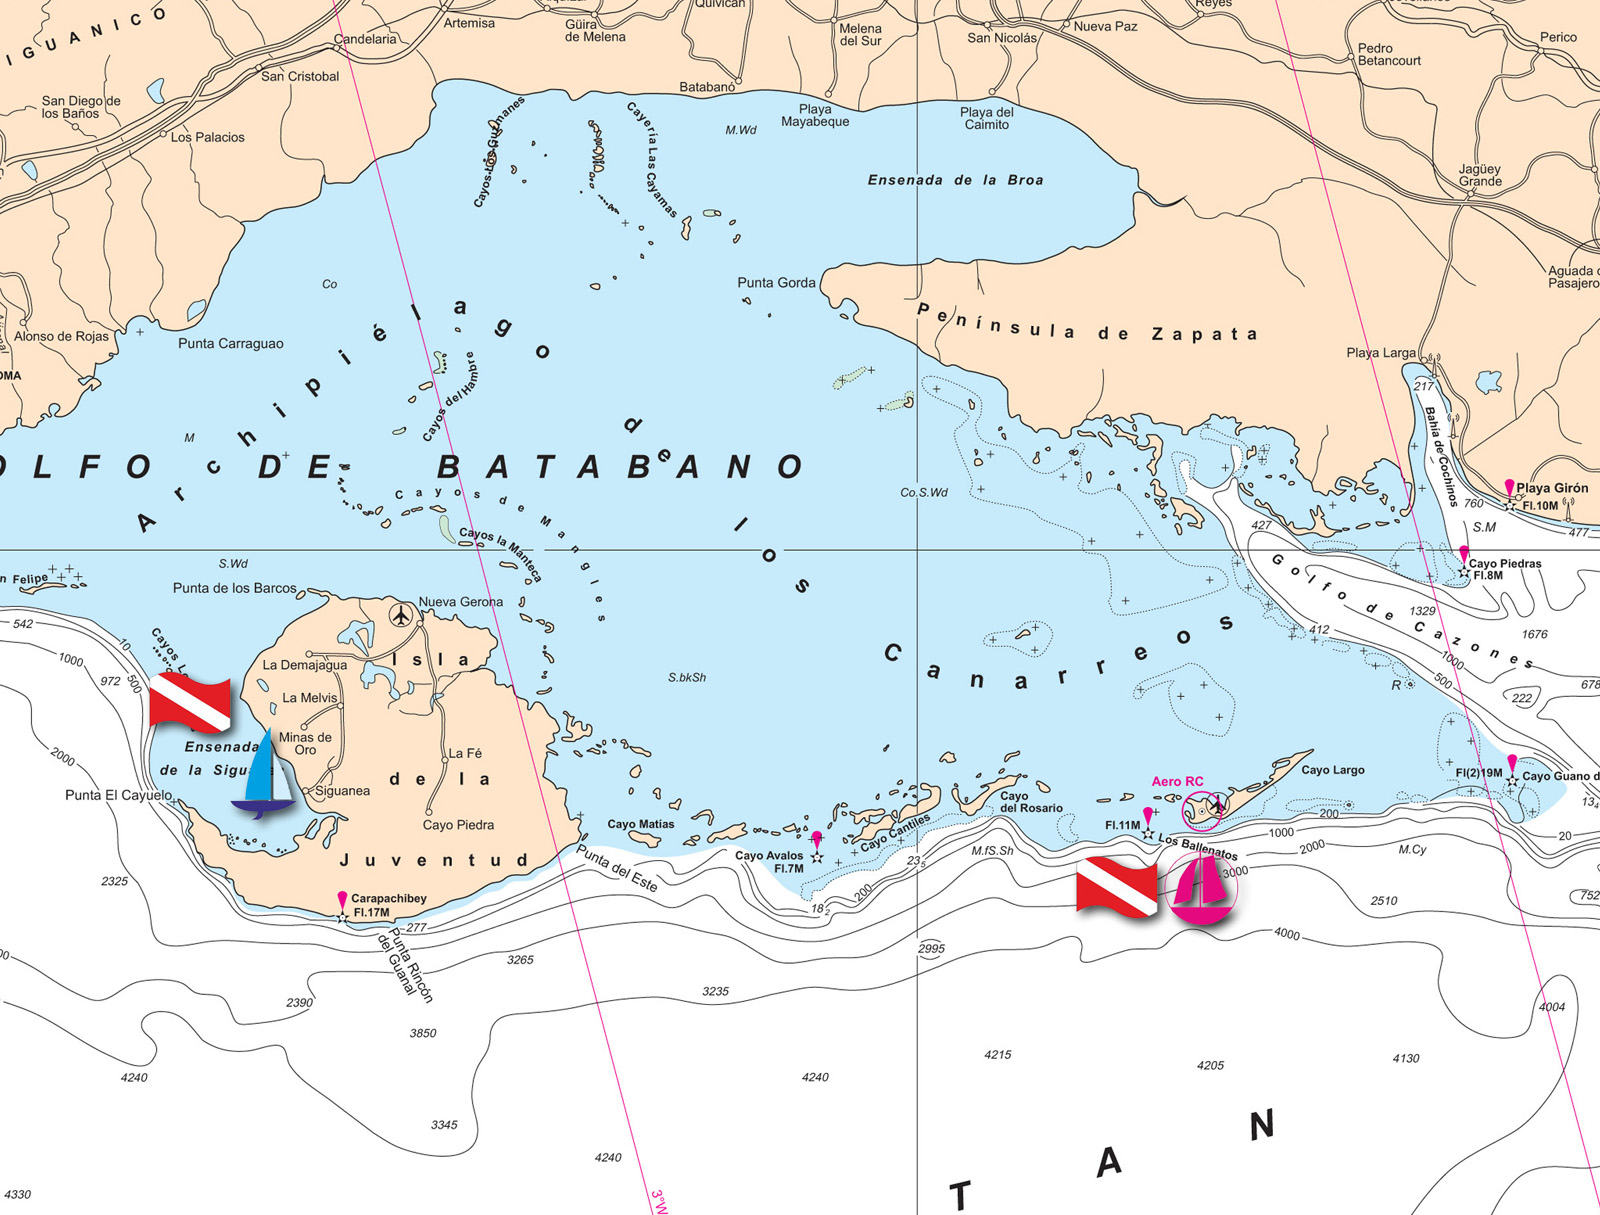 IGUANICO
Artemisa
Güira
de Melena
Quivicán
Melena
del Sur
San Nicolás
Nueva Paz
Reyes
Pedro
Betancourt
Perico
Candelaria
San Cristobal
San Diego de
los Baños
Los Palacios
Batabanó
Playa
Mayabeque
Playa del
Caimito
Jagüey
Grande
Cayos Los Guzmanes
Cayería Las Cayamas
M.Wd
Ensenada de la Broa
Aguada
Pasajero
Punta Gorda
Península de Zapata
Co
Alonso de Rojas
Punta Carraguao
OMA
Playa Larga
217
Bahía de Cochinos
Cayos del Hambre
Archipiélago de los Canarreos
M
OLFO DE BATABANO
Cayos de Mangles
Cayos la Manteca
Co.S.Wd
Playa Girón
Fl.10M
760
S.M
477
427
Cayo Piedras
Fl.8M
Golfo de Cazones
1329
1676
412
1000
500
R
222
678
S.Wd
n Felipe
Punta de los Barcos
Nueva Gerona
542
1000
972
10
500
Cayos L
La Demajagua
Isla
de la
Juventud
La Melvis
Minas de
Oro
La Fé
Siguanea
Cayo Piedra
S.bkSh
Ensenada
de la Sigu
Punta El Cayuelo
2000
2325
Aero RC
Cayo Largo
Cayo
del Rosario
Cayo Matias
Cayo Cantiles
Cayo Avalos
Fl.7M
Fl.11M
Los Ballenatos
Fl(2)19M
Cayo Guano d
134
20
200
1000
2000
3000
M.Cy
M.fS.Sh
235
200
182
Punta del Este
Carapachibey
Fl.17M
277
Punta Rincón
del Guanal
2510
752
4000
2995
3265
3235
2390
3850
4004
4215
4205
4130
4240
4240
3345
4240
4330
3°W
TAN